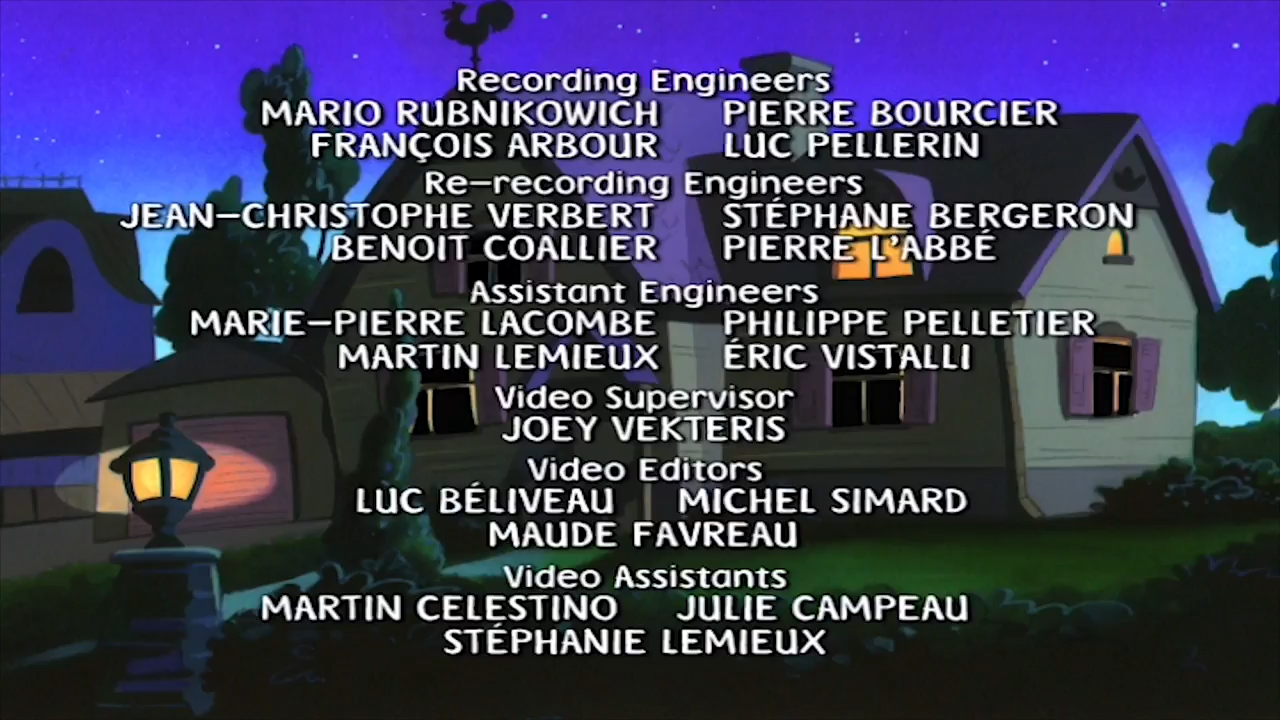 Recording Engineers
MARIO RUBNIKOWICH PIERRE BOURCIER
FRANÇOIS ARBOUR LUC PELLERIN
Re-recording Engineers
JEAN-CHRISTOPHE VERBERT STÉPHANE BERGERON
BENOIT COALLIER PIERRE L'ABBÉ
Assistant Engineers
MARIE-PIERRE LACOMBE PHILIPPE PELLETIER
MARTIN LEMIEUX ÉRIC VISTALLI
Video Supervisor
JOEY VEKTERIS
Video Editors
LUC BÉLIVEAU MICHEL SIMARD
MAUDE FAVREAU
Video Assistants
MARTIN CELESTINO JULIE CAMPEAU
STÉPHANIE LEMIEUX